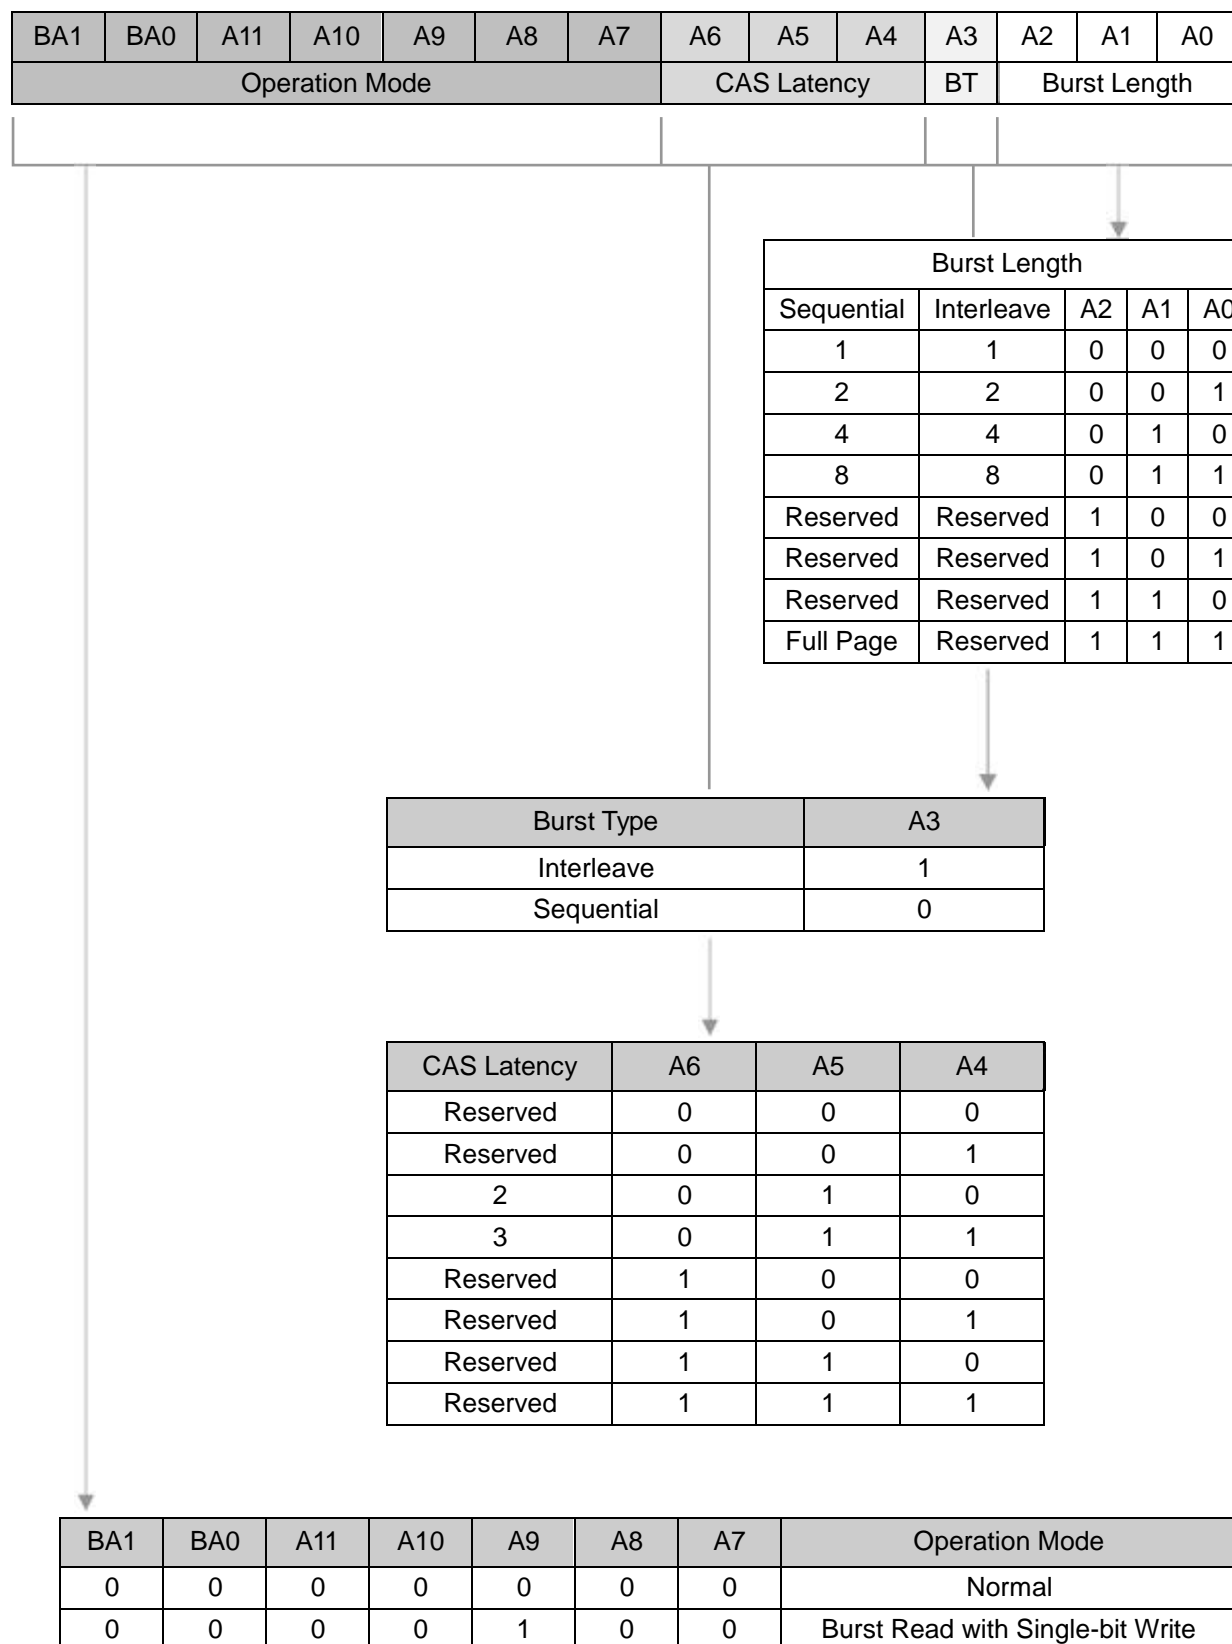 BA1 BA0 A11 A10 A9 A8 A7 A6 A5 A4 A3 A2 A1 A0
Operation Mode CAS Latency BT Burst Length
Burst Length
Sequential Interleave A2 A1 A0
1 1 0 0 0
2 2 0 0 1
4 4 0 1 0
8 8 0 1 1
Reserved Reserved 1 0 0
Reserved Reserved 1 0 1
Reserved Reserved 1 1 0
Full Page Reserved 1 1 1
Burst Type A3
Interleave 1
Sequential 0
CAS Latency A6 A5 A4
Reserved 0 0 0
Reserved 0 0 1
2 0 1 0
3 0 1 1
Reserved 1 0 0
Reserved 1 0 1
Reserved 1 1 0
Reserved 1 1 1
BA1 BA0 A11 A10 A9 A8 A7 Operation Mode
0 0 0 0 0 0 0 Normal
0 0 0 0 1 0 0 Burst Read with Single-bit Write